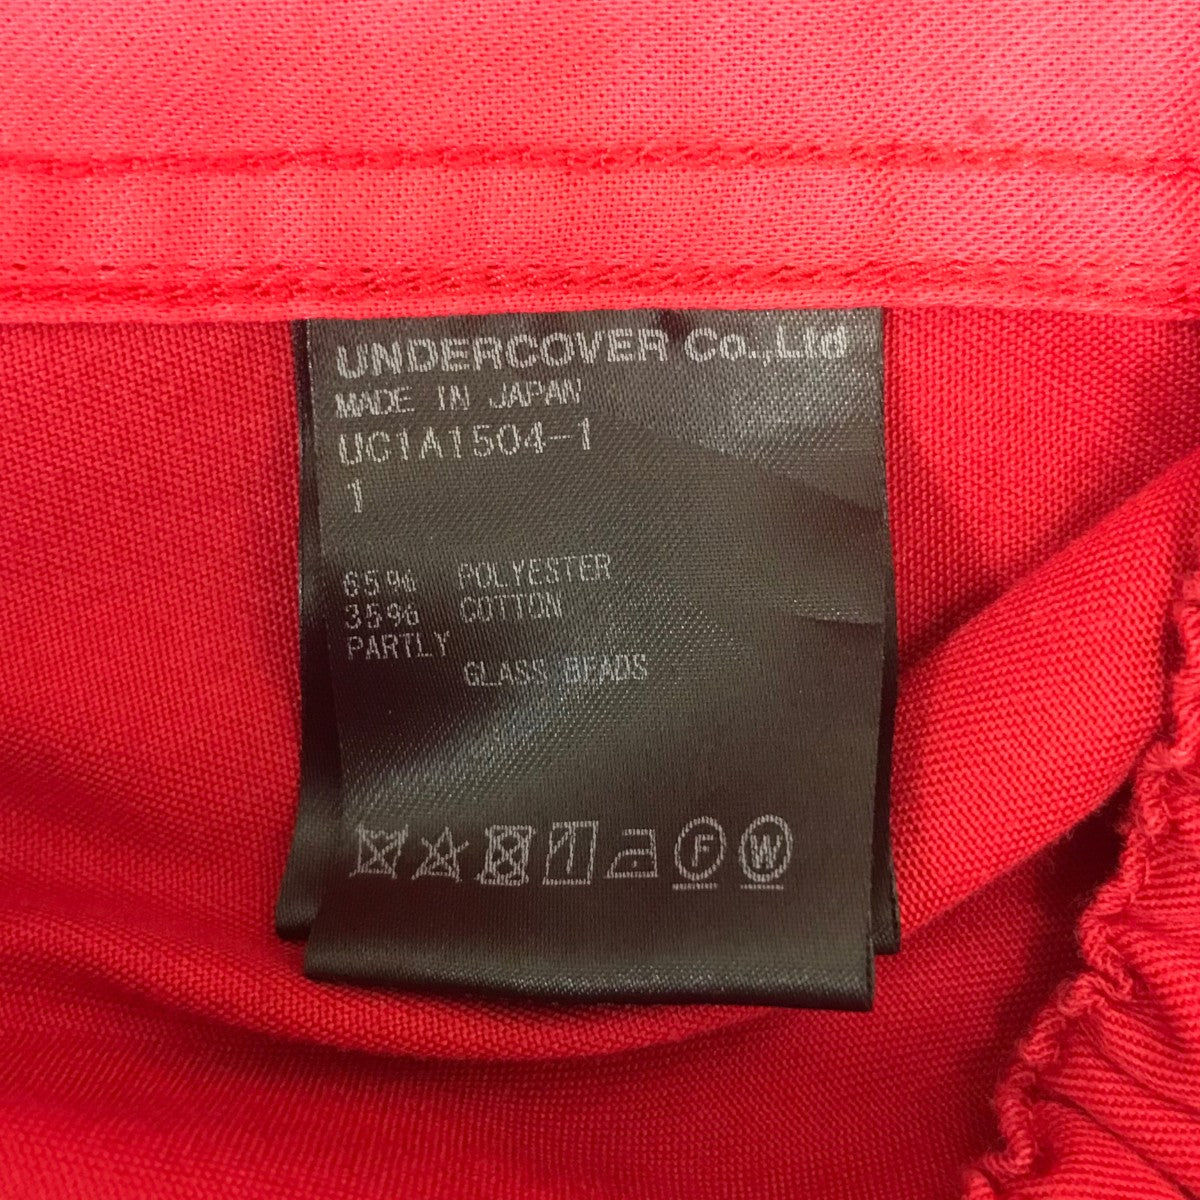 UNDERCOVER Co.,Ltd
MADE IN JAPAN
UC1A1504-1
1
65% POLYESTER
35% COTTON
PARTLY
GLASS BEADS
F W